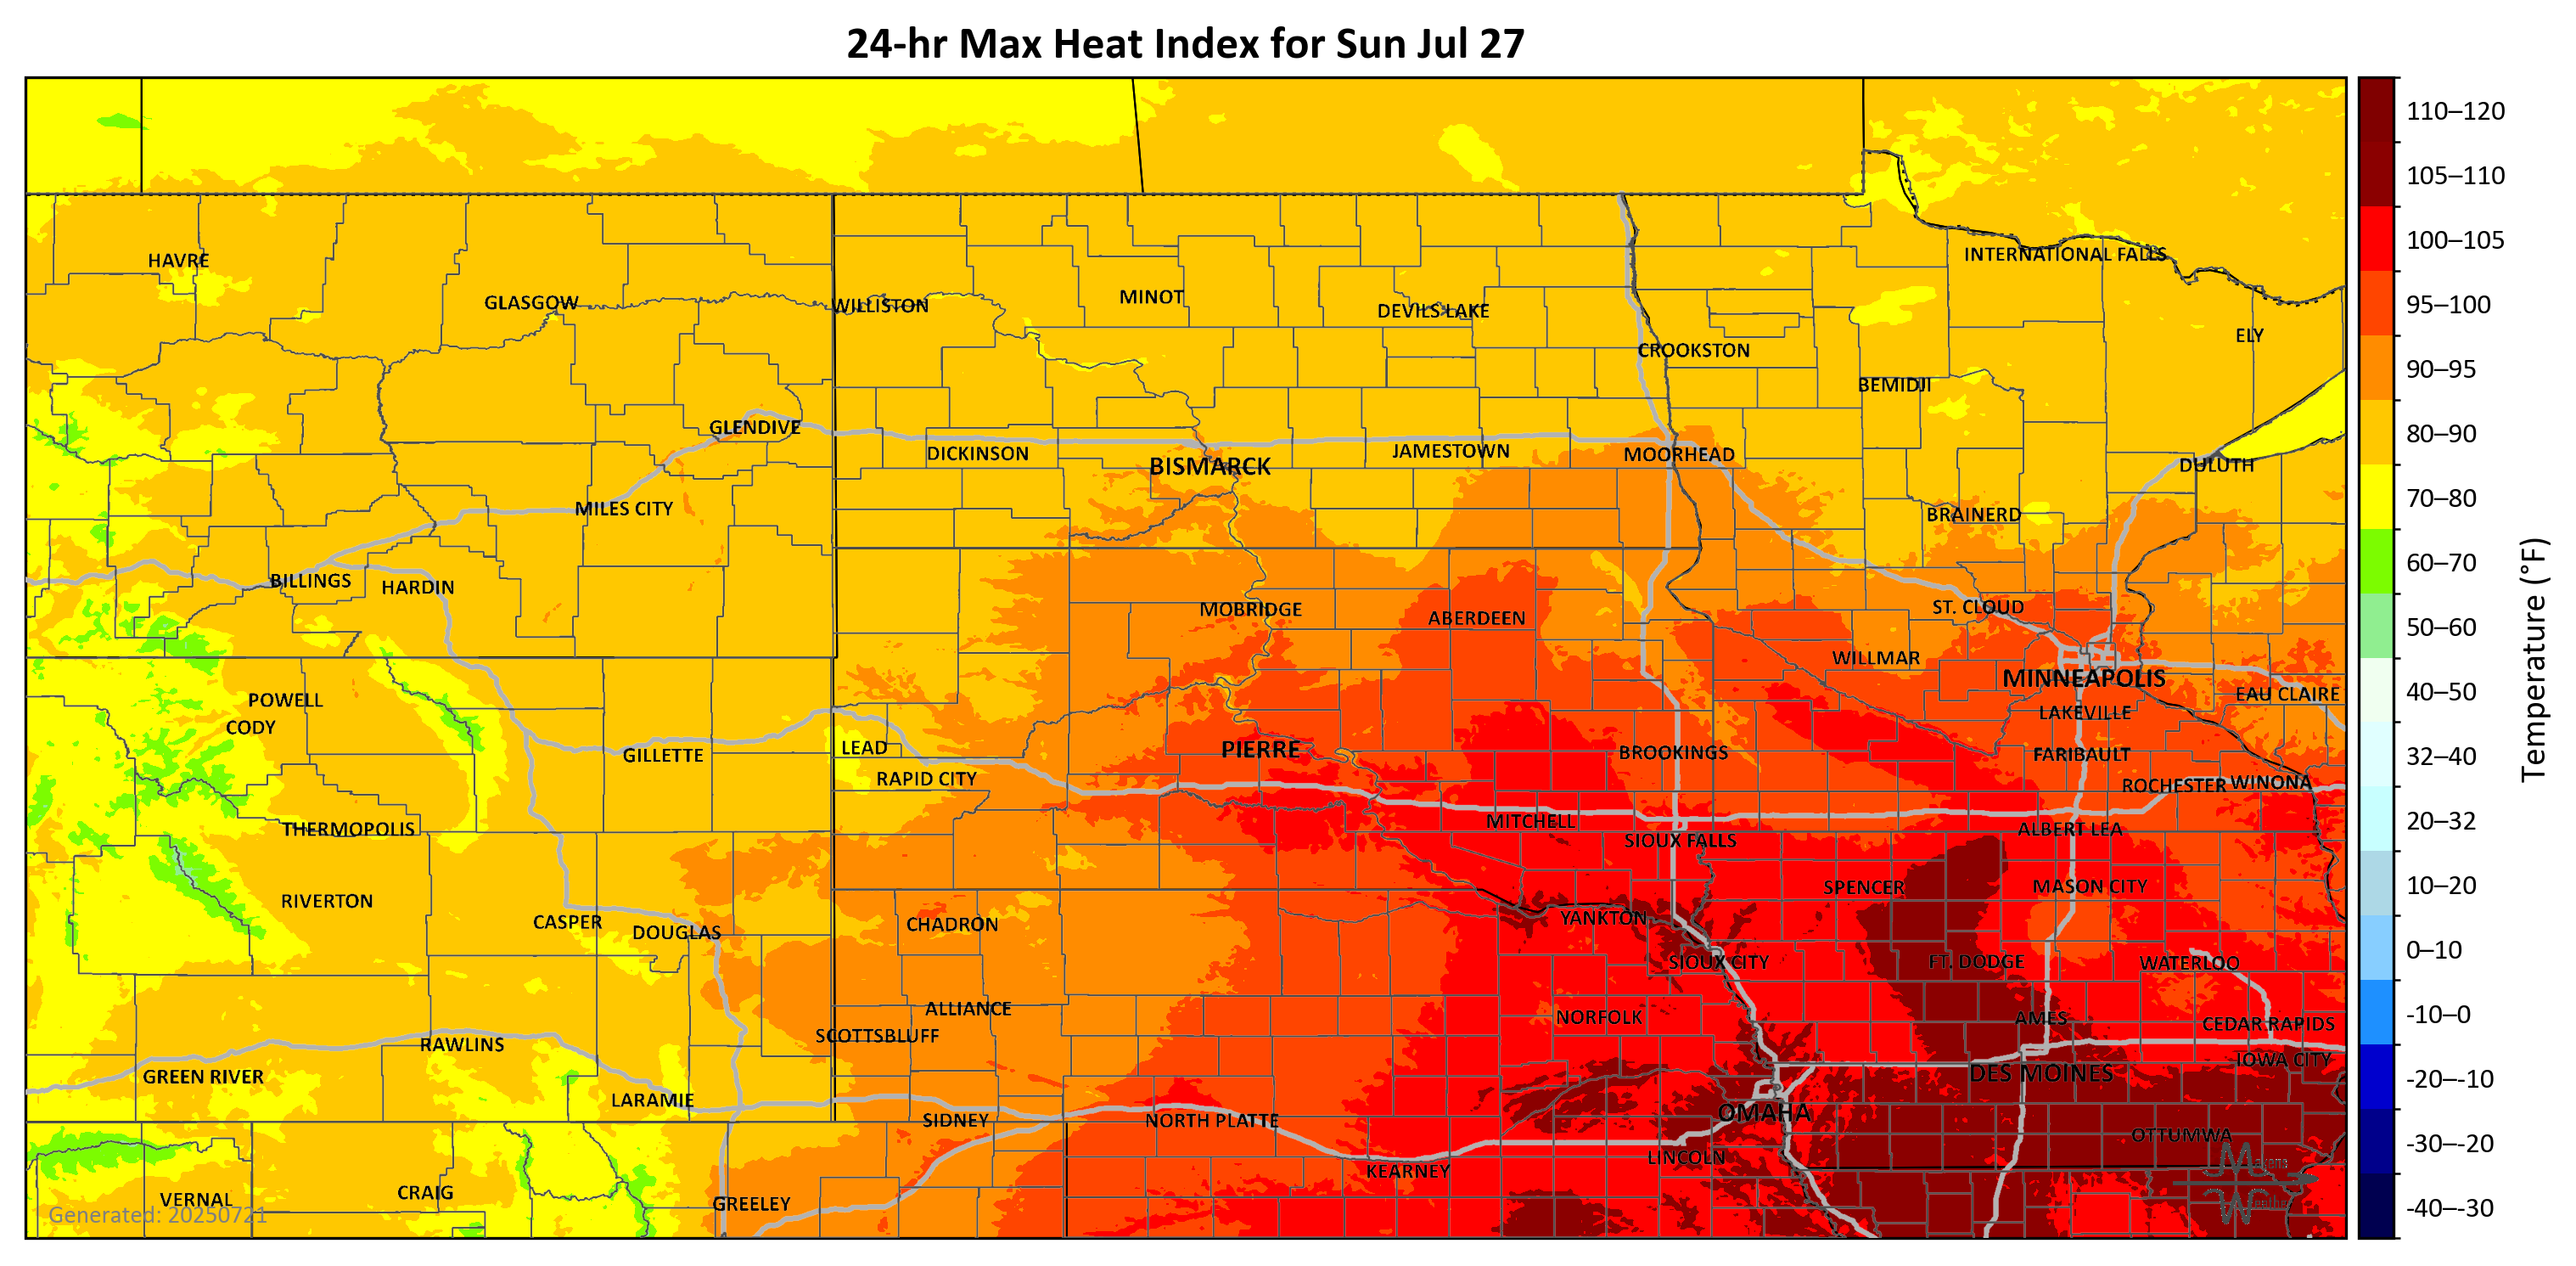 24-hr Max Heat Index for Sun Jul 27
110–120
105–110
INTERNATIONAL FALLS
100–105
HAVRE
MINOT
GLASGOW
WILLISTON
DEVILS LAKE
95–100
ELY
CROOKSTON
90–95
BEMIDJI
GLENDIVE
80–90
DICKINSON
JAMESTOWN
MOORHEAD
BISMARCK
DULUTH
70–80
MILES CITY
BRAINERD
60–70
BILLINGS
HARDIN
MOBRIDGE
ABERDEEN
ST. CLOUD
50–60
WILLMAR
Temperature (°F)
MINNEAPOLIS
40–50
POWELL
EAU CLAIRE
CODY
LAKEVILLE
LEAD
PIERRE
BROOKINGS
FARIBAULT
32–40
GILLETTE
RAPID CITY
ROCHESTER
WINONA
THERMOPOLIS
MITCHELL
20–32
SIOUX FALLS
ALBERT LEA
RIVERTON
SPENCER
MASON CITY
10–20
CASPER
DOUGLAS
CHADRON
YANKTON
0–10
SIOUX CITY
FT. DODGE
WATERLOO
ALLIANCE
NORFOLK
AMES
-10–0
SCOTTSBLUFF
CEDAR RAPIDS
RAWLINS
IOWA CITY
GREEN RIVER
DES MOINES
-20–-10
LARAMIE
OMAHA
SIDNEY
NORTH PLATTE
OTTUMWA
-30–-20
LINCOLN
KEARNEY
VERNAL
CRAIG
GREELEY
-40–-30
Generated: 20250721